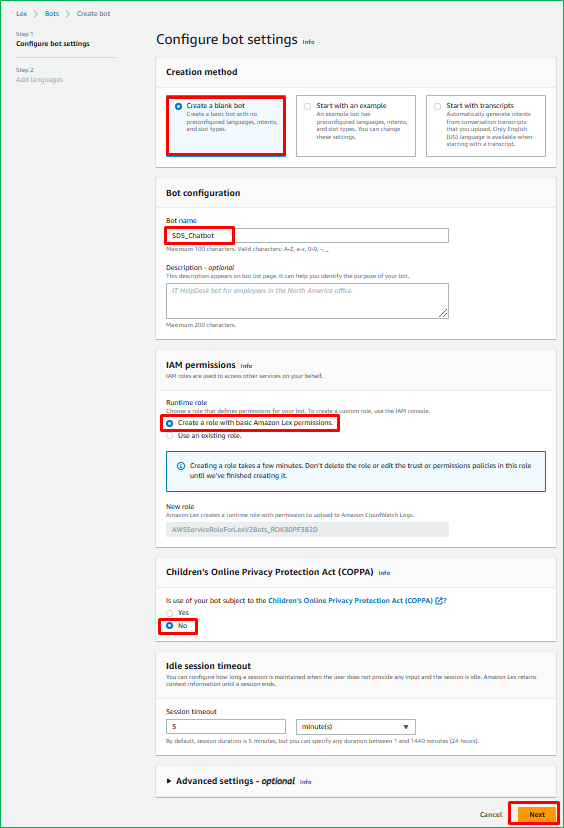 Lex > Bots > Create bot
Step 1
Configure bot settings
Step 2
Add languages
Configure bot settings Info
Creation method
Create a blank bot
Create a basic bot with no
preconfigured languages, intents,
and slot types.
Start with an example
An example bot has
preconfigured languages, intents,
and slot types. You can change
these settings.
Start with transcripts
Automatically generate intents
from conversation transcripts
that you upload. Only English
(US) language is available when
starting with a transcript.
Bot configuration
Bot name
SDS_Chatbot
Maximum 100 characters. Valid characters: A-Z, a-z, 0-9, -, _
Description - optional
This description appears on bot list page. It can help you identify the purpose of your bot.
IT HelpDesk bot for employees in the North America office.
Maximum 200 characters.
IAM permissions Info
IAM roles are used to access other services on your behalf.
Runtime role
Choose a role that defines permissions for your bot. To create a custom role, use the IAM console.
Create a role with basic Amazon Lex permissions.
Use an existing role.
Creating a role takes a few minutes. Don't delete the role or edit the trust or permissions policies in this role
until we've finished creating it.
New role
Amazon Lex creates a runtime role with permission to upload to Amazon CloudWatch Logs.
AWSServiceRoleForLexV2Bots_ROK80PF3B2D
Children's Online Privacy Protection Act (COPPA) Info
Is use of your bot subject to the Children's Online Privacy Protection Act (COPPA) ?
Yes
No
Idle session timeout
You can configure how long a session is maintained when the user does not provide any input and the session is idle. Amazon Lex retains
context information until a session ends.
Session timeout
5 minute(s)
By default, session duration is 5 minutes, but you can specify any duration between 1 and 1440 minutes (24 hours).
Advanced settings - optional Info
Cancel Next